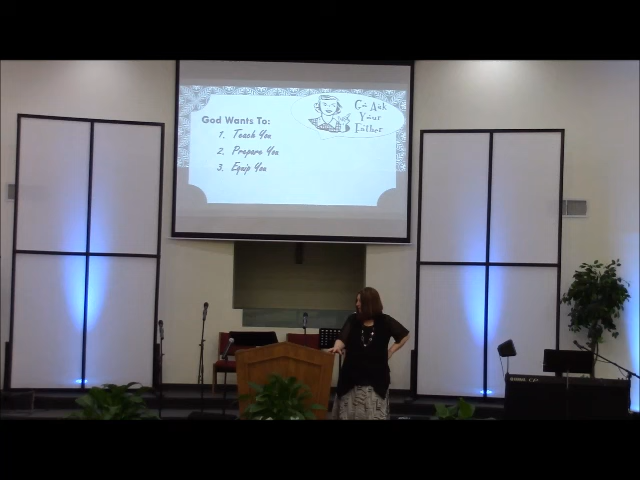 God Wants To:
1. Teach You
2. Prepare You
3. Equip You
Go Ask
Your
Father